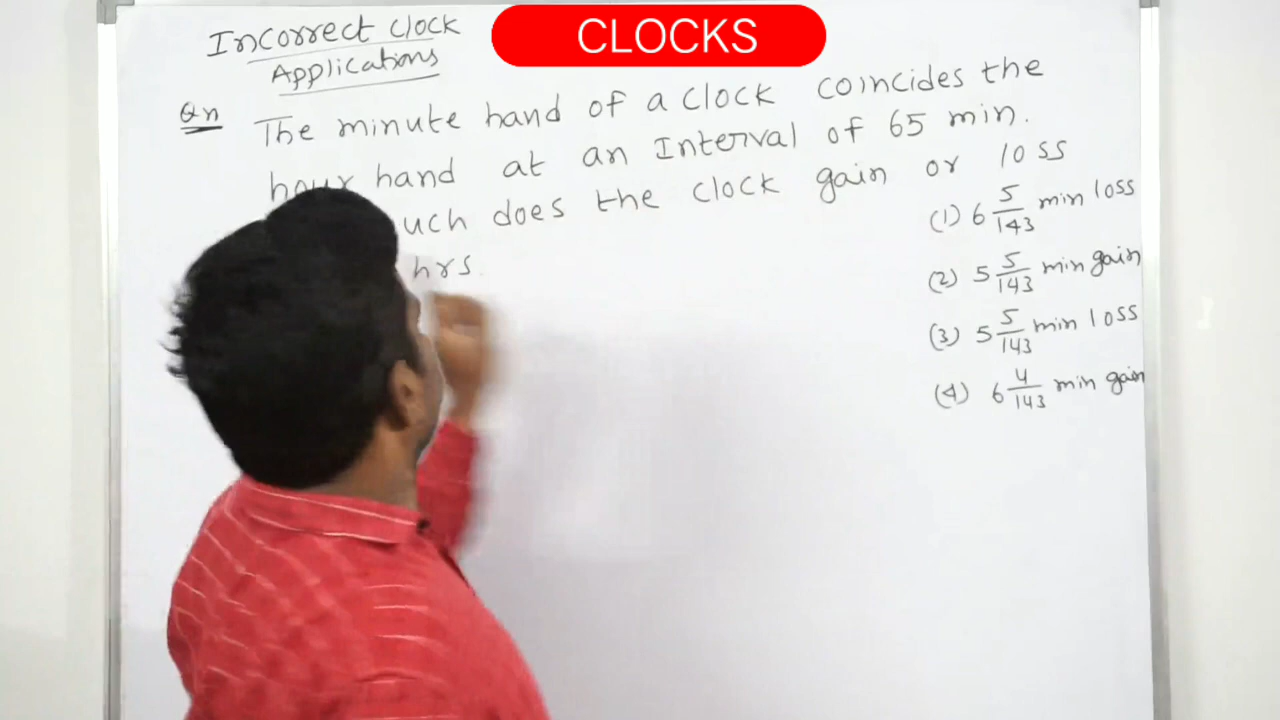 CLOCKS
Incorrect clock
Applications
Qn The minute hand of a clock coincides the
hour hand at an Interval of 65 min.
uch does the clock gain or loss
hrs.
(1) 6 5/143 min loss
(2) 5 5/143 min gain
(3) 5 5/143 min loss
(4) 6 4/143 min gain